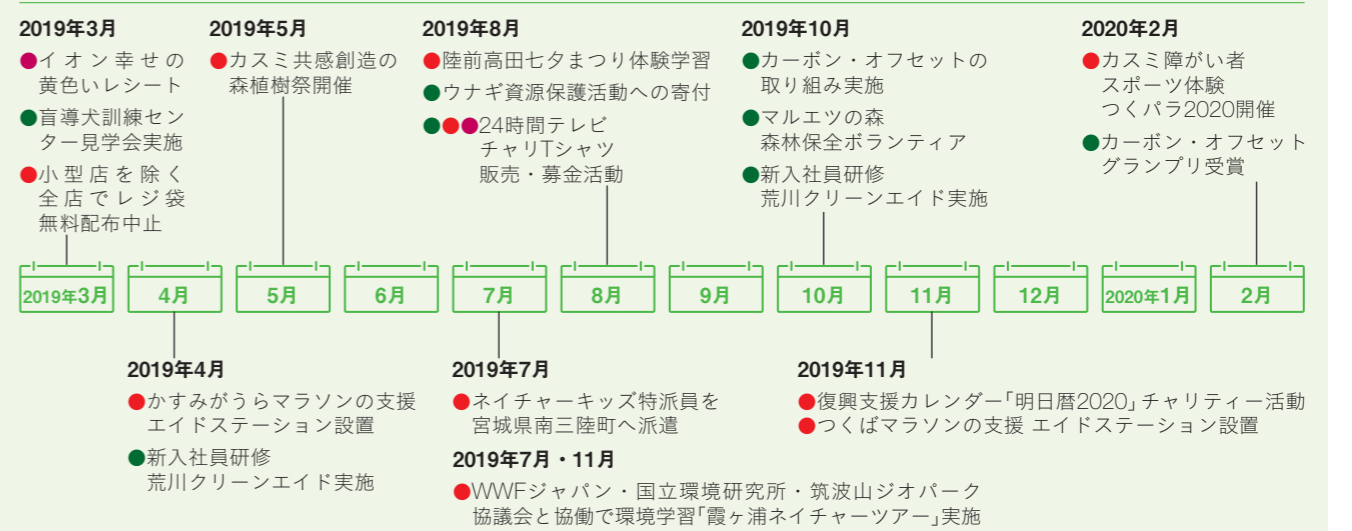 2019年3月
●イオン幸せの
黄色いレシート
●盲導犬訓練セン
ター見学会実施
●小型店を除く
全店でレジ袋
無料配布中止
2019年5月
●カスミ共感創造の
森植樹祭開催
2019年8月
●陸前高田七夕まつり体験学習
●ウナギ資源保護活動への寄付
●●●24時間テレビ
チャリTシャツ
販売・募金活動
2019年10月
●カーボン・オフセットの
取り組み実施
●マルエツの森
森林保全ボランティア
●新入社員研修
荒川クリーンエイド実施
2020年2月
●カスミ障がい者
スポーツ体験
つくパラ2020開催
●カーボン・オフセット
グランプリ受賞
2019年3月
4月
5月
6月
7月
8月
9月
10月
11月
12月
2020年1月
2月
2019年4月
●かすみがうらマラソンの支援
エイドステーション設置
●新入社員研修
荒川クリーンエイド実施
2019年7月
●ネイチャーキッズ特派員を
宮城県南三陸町へ派遣
2019年7月・11月
●WWFジャパン・国立環境研究所・筑波山ジオパーク
協議会と協働で環境学習「霞ヶ浦ネイチャーツアー」実施
2019年11月
●復興支援カレンダー「明日暦2020」チャリティー活動
●つくばマラソンの支援 エイドステーション設置